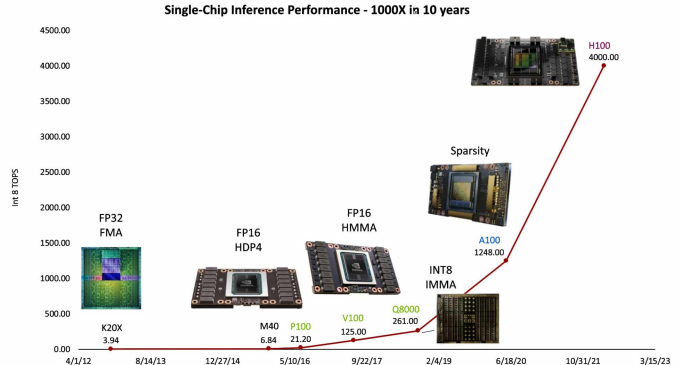 Single-Chip Inference Performance - 1000X in 10 years
4500.00
4000.00
3500.00
3000.00
2500.00
2000.00
1500.00
1000.00
500.00
0.00
Int 8 TOPS
H100
4000.00
Sparsity
A100
1248.00
FP32
FMA
FP16
HDP4
FP16
HMMA
INT8
IMMA
K20X
3.94
M40
6.84
P100
21.20
V100
125.00
Q8000
261.00
4/1/12
8/14/13
12/27/14
5/10/16
9/22/17
2/4/19
6/18/20
10/31/21
3/15/23